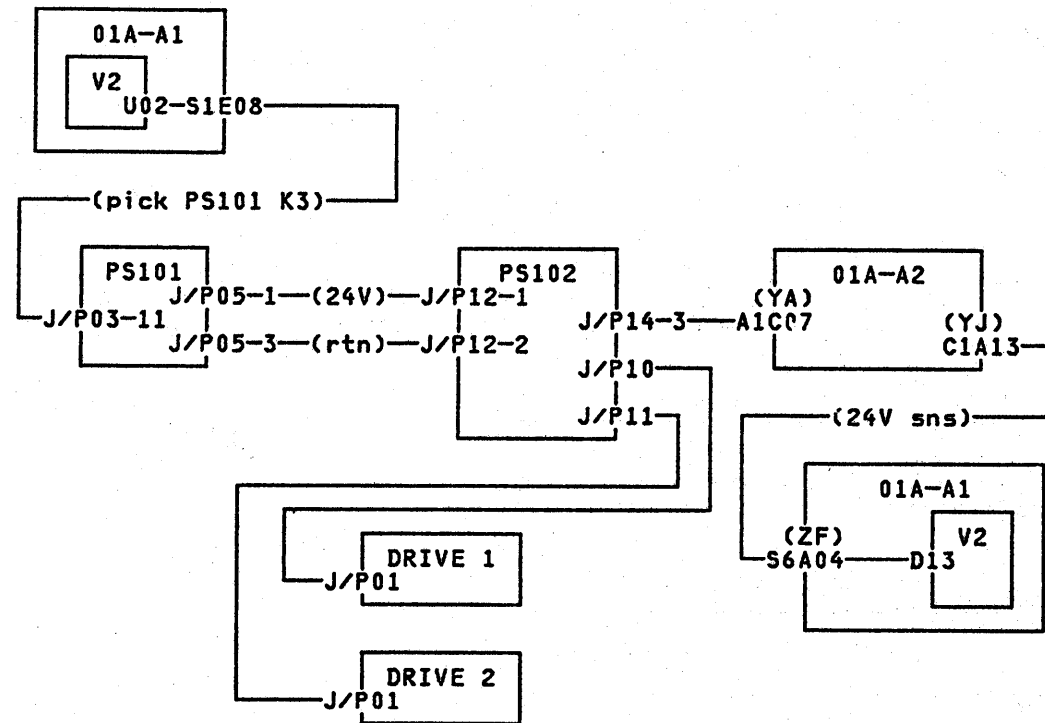 01A-A1
V2
U02-S1E08
(pick PS101 K3)
PS101
J/P05-1-(24V)-J/P12-1
J/P03-11
J/P05-3-(rtn)-J/P12-2
PS102
J/P14-3-A1C07
J/P10
J/P11
01A-A2
(YA)
(YJ)
C1A13
(24V sns)
01A-A1
(ZF)
V2
S6A04-D13
DRIVE 1
J/P01
DRIVE 2
J/P01